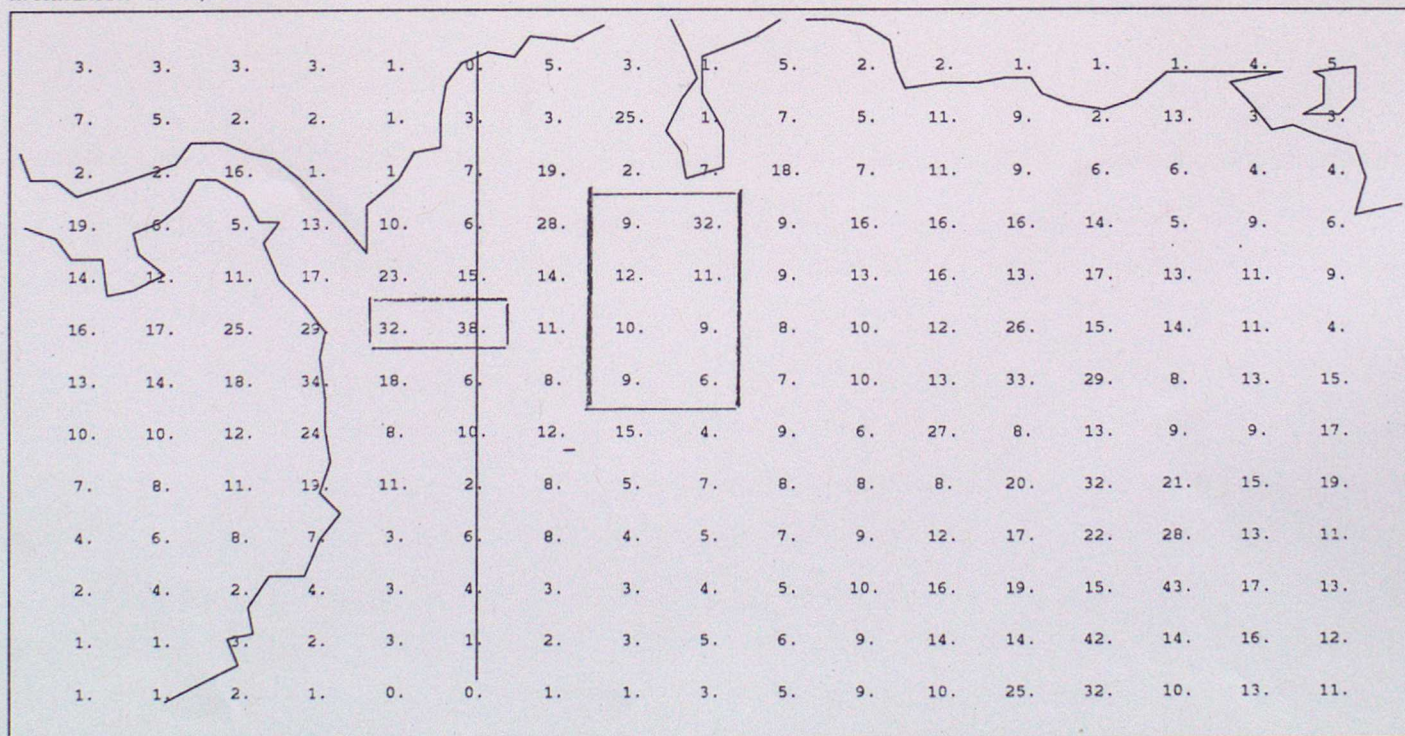 3. 3. 3. 3. 1. 0. 5. 3. 1. 5. 2. 2. 1. 1. 1. 4. 5.
7. 5. 2. 2. 1. 3. 3. 25. 1. 7. 5. 11. 9. 2. 13. 3. 3.
2. 2. 16. 1. 1. 7. 19. 2. 7. 18. 7. 11. 9. 6. 6. 4. 4.
19. 5. 13. 10. 6. 28. 9. 32. 9. 16. 16. 16. 14. 5. 9. 6.
14. 11. 17. 23. 15. 14. 12. 11. 9. 13. 16. 13. 17. 13. 11. 9.
16. 17. 25. 32. 38. 11. 10. 9. 8. 10. 12. 26. 15. 14. 11. 4.
13. 14. 18. 34. 18. 6. 8. 9. 6. 7. 10. 13. 33. 29. 8. 13. 15.
10. 10. 12. 24. 8. 10. 12. 15. 4. 9. 6. 27. 8. 13. 9. 9. 17.
7. 8. 11. 11. 2. 8. 5. 7. 8. 8. 8. 20. 32. 21. 15. 19.
4. 6. 8. 7. 3. 6. 8. 4. 5. 7. 9. 12. 17. 22. 28. 13. 11.
2. 4. 2. 4. 3. 4. 3. 3. 4. 5. 10. 16. 19. 15. 43. 17. 13.
1. 1. 3. 2. 3. 1. 2. 3. 5. 6. 9. 14. 14. 42. 14. 16. 12.
1. 1. 2. 1. 0. 0. 1. 1. 3. 5. 9. 10. 25. 32. 10. 13. 11.